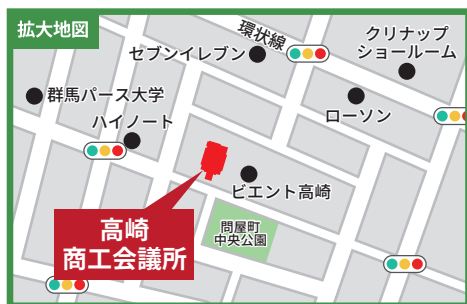 拡大地図
環状線
クリナップ
ショールーム
セブンイレブン
群馬パース大学
ローソン
ハイノート
ビエント高崎
高崎
商工会議所
問屋町
中央公園